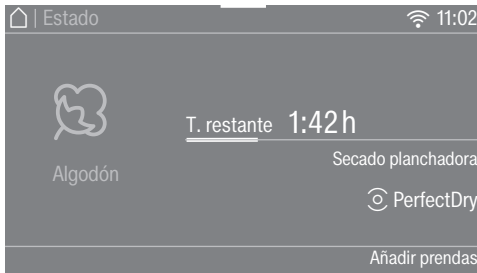 | Estado
11:02
T. restante 1:42 h
Secado planchadora
Algodón
PerfectDry
Añadir prendas